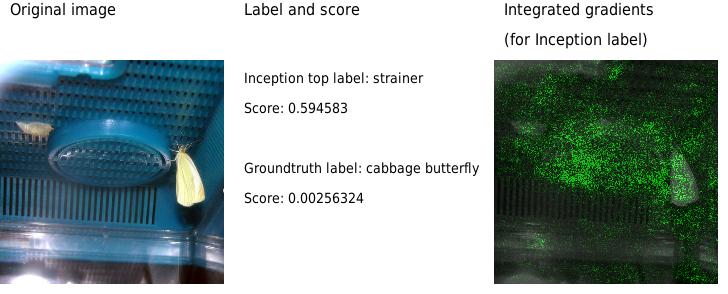 Original image
Label and score
Integrated gradients
(for Inception label)
Inception top label: strainer
Score: 0.594583
Groundtruth label: cabbage butterfly
Score: 0.00256324